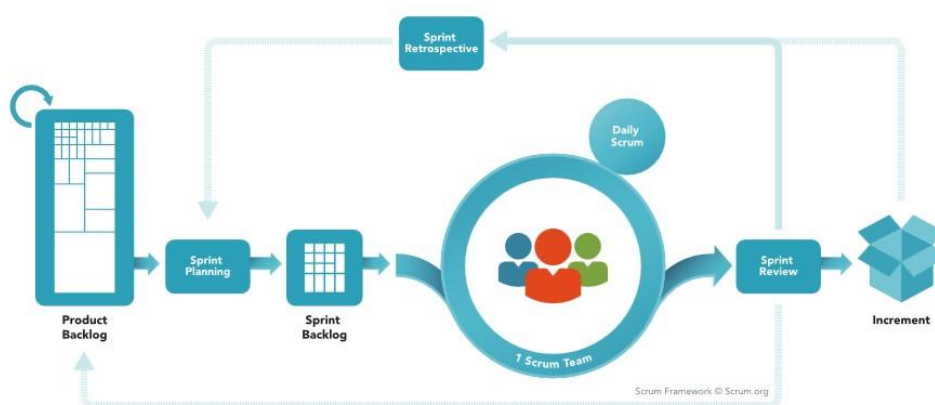 Sprint
Retrospective
Daily
Scrum
Sprint
Planning
Sprint
Review
Product
Backlog
Sprint
Backlog
Increment
1 Scrum Team
Scrum Framework © Scrum.org